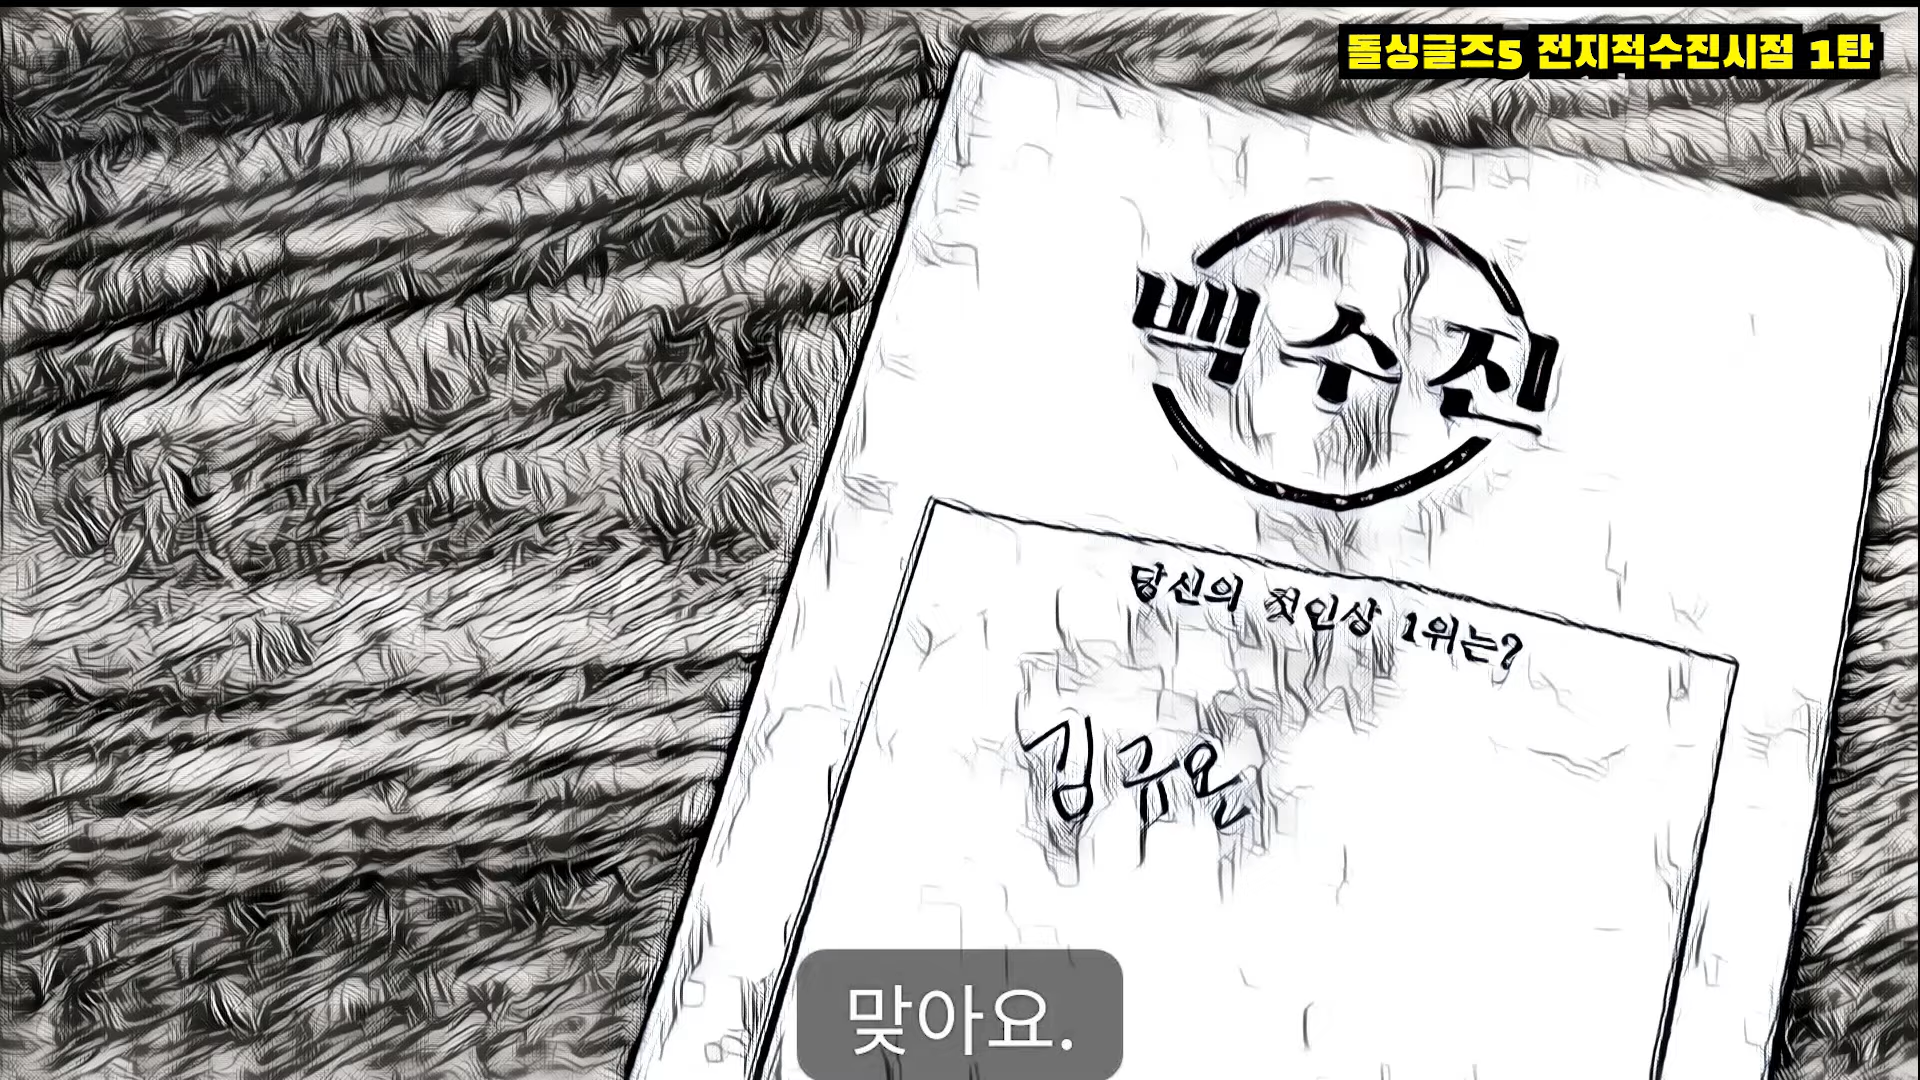 돌싱글즈5 전지적수진시점 1탄
백수진
당신의 첫인상 1위는?
김규온
맞아요.